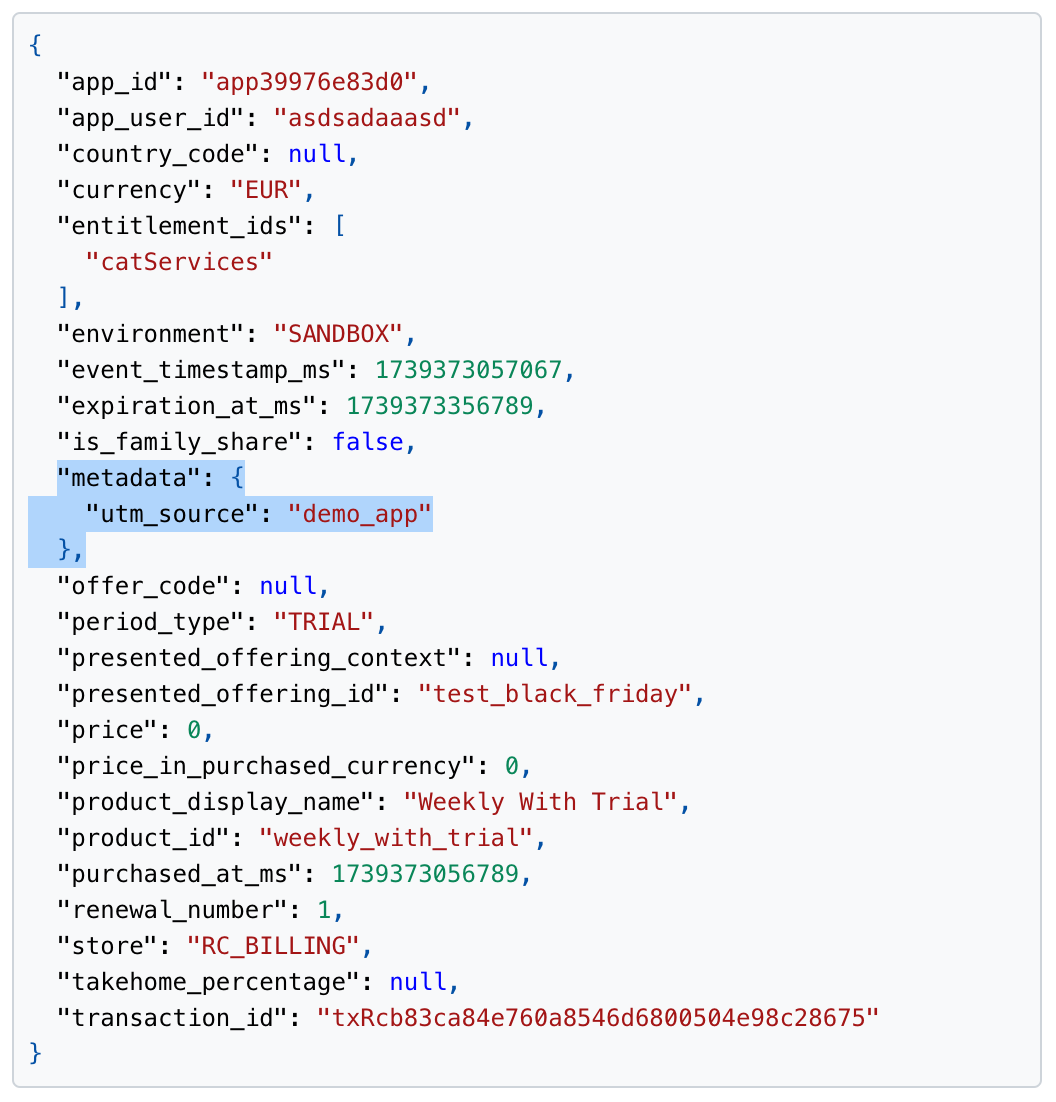 {
  "app_id": "app39976e83d0",
  "app_user_id": "asdsadaaasd",
  "country_code": null,
  "currency": "EUR",
  "entitlement_ids": [
    "catServices"
  ],
  "environment": "SANDBOX",
  "event_timestamp_ms": 1739373057067,
  "expiration_at_ms": 1739373356789,
  "is_family_share": false,
  "metadata": {
    "utm_source": "demo_app"
  },
  "offer_code": null,
  "period_type": "TRIAL",
  "presented_offering_context": null,
  "presented_offering_id": "test_black_friday",
  "price": 0,
  "price_in_purchased_currency": 0,
  "product_display_name": "Weekly With Trial",
  "product_id": "weekly_with_trial",
  "purchased_at_ms": 1739373056789,
  "renewal_number": 1,
  "store": "RC_BILLING",
  "takehome_percentage": null,
  "transaction_id": "txRcb83ca84e760a8546d6800504e98c28675"
}